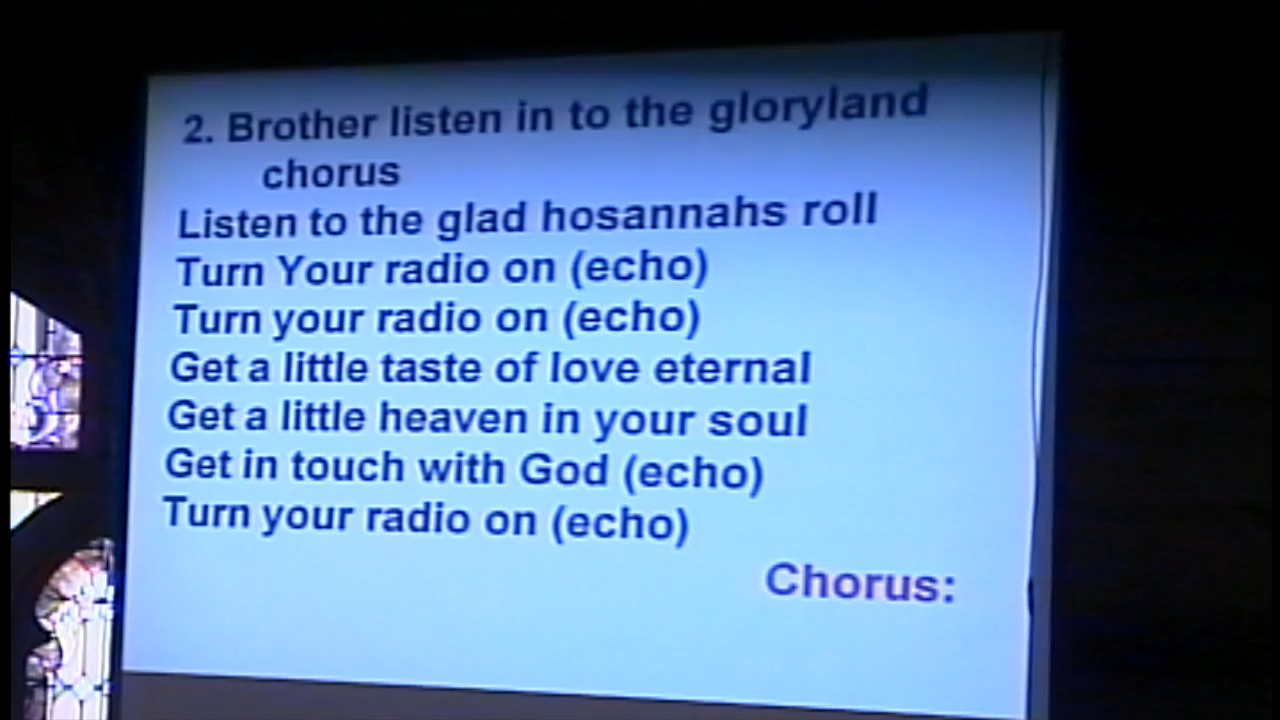 2. Brother listen in to the gloryland
chorus
Listen to the glad hosannahs roll
Turn Your radio on (echo)
Turn your radio on (echo)
Get a little taste of love eternal
Get a little heaven in your soul
Get in touch with God (echo)
Turn your radio on (echo)
Chorus: